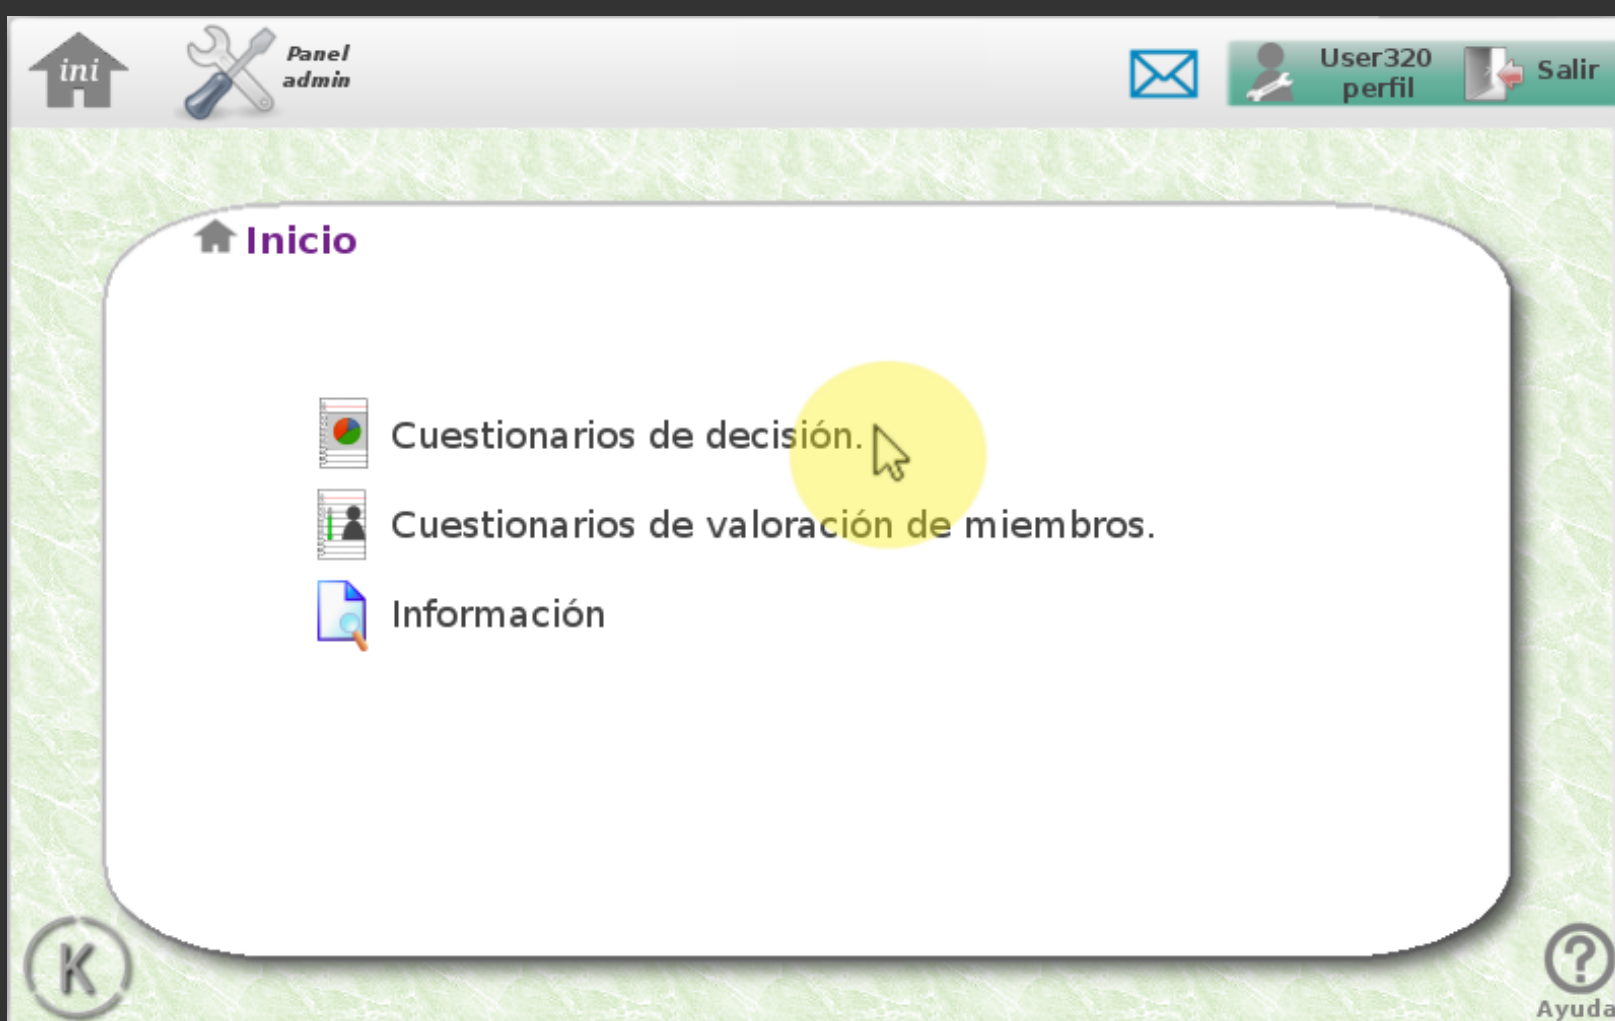 ini
Panel
admin
User320
perfil
Salir
Inicio
Cuestionarios de decisión.
Cuestionarios de valoración de miembros.
Información
K
?
Ayuda